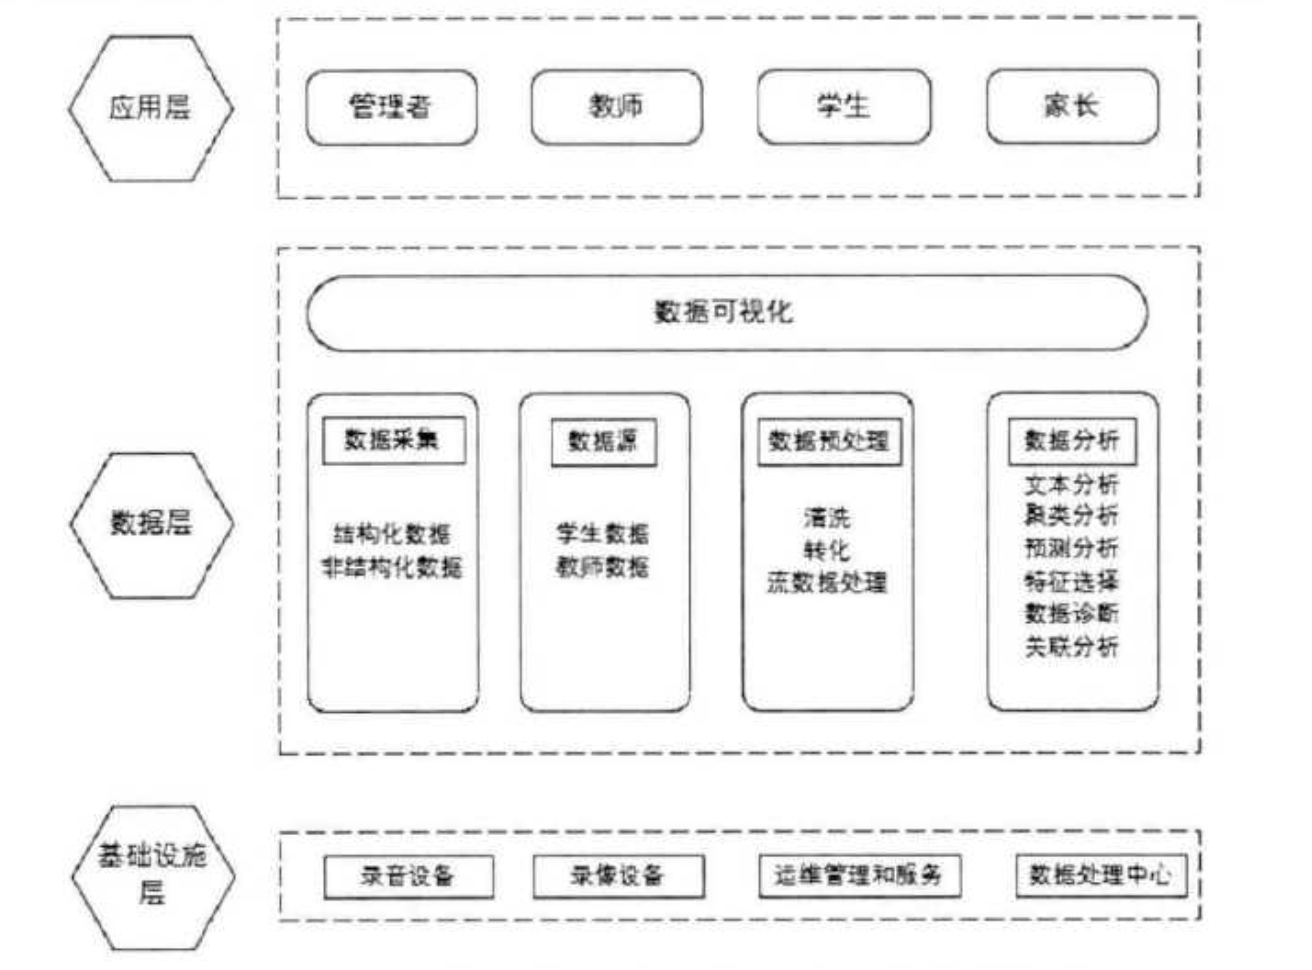 应用层
管理者
教师
学生
家长
数据可视化
数据层
数据采集
结构化数据
非结构化数据
数据源
学生数据
教师数据
数据预处理
清洗
转化
流数据处理
数据分析
文本分析
聚类分析
预测分析
特征选择
数据诊断
关联分析
基础设施
层
录音设备
录像设备
运维管理和服务
数据处理中心